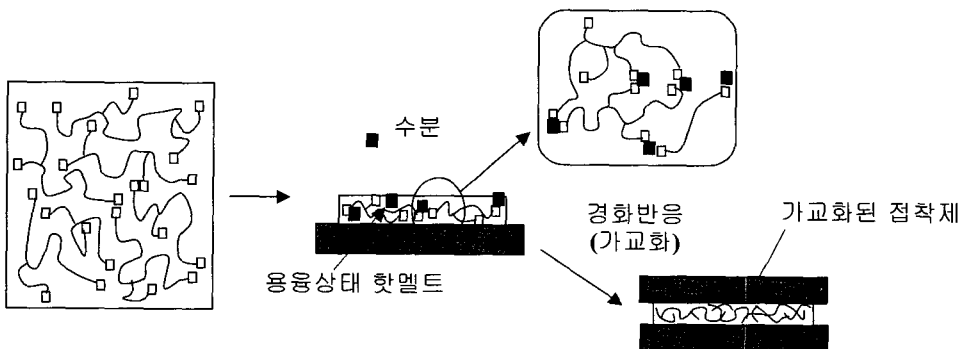 수분
경화반응
(가교화)
가교화된 접착제
용융상태 핫멜트